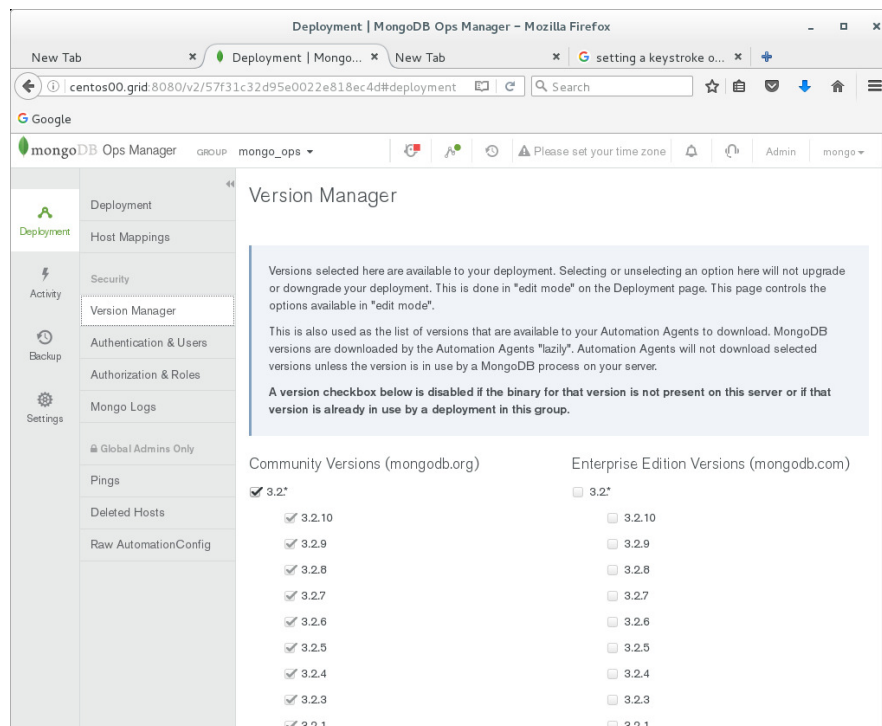 Deployment | MongoDB Ops Manager – Mozilla Firefox
New Tab
Deployment | Mongo...
New Tab
G setting a keystroke o...
centos00.grid:8080/v2/57f31c32d95e0022e818ec4d#deployment
Search
G Google
mongoDB Ops Manager GROUP mongo_ops
Please set your time zone
Admin
mongo
Deployment
Activity
Backup
Settings
Deployment
Host Mappings
Security
Version Manager
Authentication & Users
Authorization & Roles
Mongo Logs
Global Admins Only
Pings
Deleted Hosts
Raw AutomationConfig
Version Manager
Versions selected here are available to your deployment. Selecting or unselecting an option here will not upgrade
or downgrade your deployment. This is done in "edit mode" on the Deployment page. This page controls the
options available in "edit mode".
This is also used as the list of versions that are available to your Automation Agents to download. MongoDB
versions are downloaded by the Automation Agents "lazily". Automation Agents will not download selected
versions unless the version is in use by a MongoDB process on your server.
A version checkbox below is disabled if the binary for that version is not present on this server or if that
version is already in use by a deployment in this group.
Community Versions (mongodb.org)
3.2.*
3.2.10
3.2.9
3.2.8
3.2.7
3.2.6
3.2.5
3.2.4
3.2.3
3.2.1
Enterprise Edition Versions (mongodb.com)
3.2.*
3.2.10
3.2.9
3.2.8
3.2.7
3.2.6
3.2.5
3.2.4
3.2.3
3.2.1